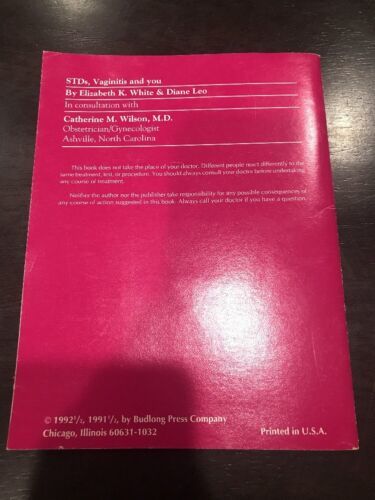 STDs, Vaginitis and you
By Elizabeth K. White & Diane Leo
In consultation with
Catherine M. Wilson, M.D.
Obstetrician/Gynecologist
Ashville, North Carolina
This book does not take the place of your doctor. Different people react differently to the
same treatment, test, or procedure. You should always consult your doctor before undertaking
any course of treatment.
Neither the author nor the publisher take responsibility for any possible consequences of
any course of action suggested in this book. Always call your doctor if you have a question.
© 1992½, 1991½, by Budlong Press Company
Chicago, Illinois 60631-1032
Printed in U.S.A.